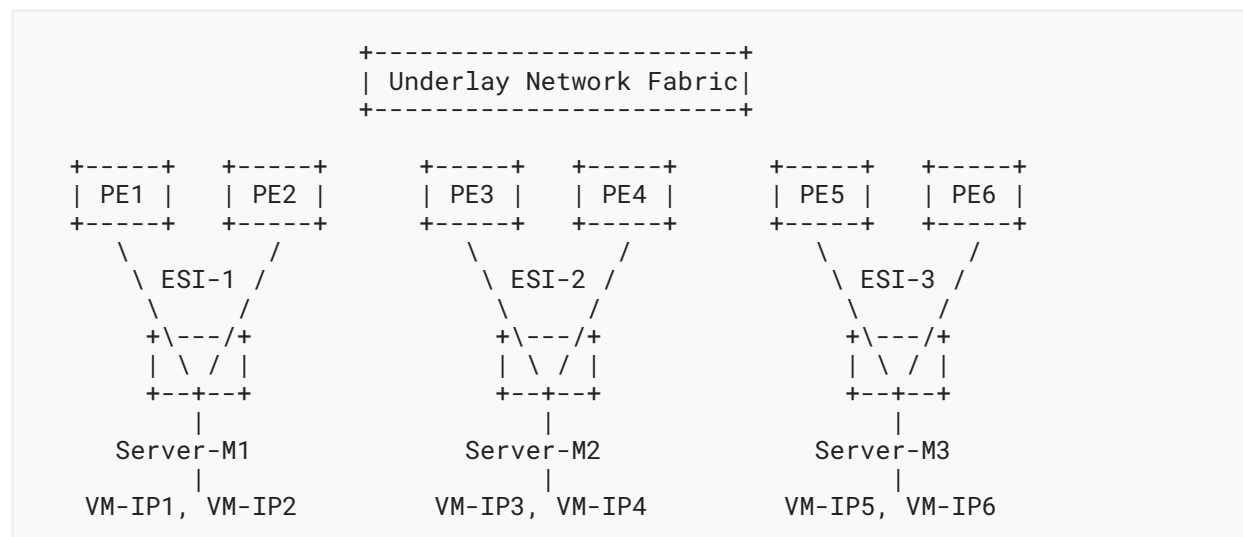 Underlay Network Fabric
PE1 PE2 PE3 PE4 PE5 PE6
ESI-1 ESI-2 ESI-3
Server-M1 Server-M2 Server-M3
VM-IP1, VM-IP2 VM-IP3, VM-IP4 VM-IP5, VM-IP6